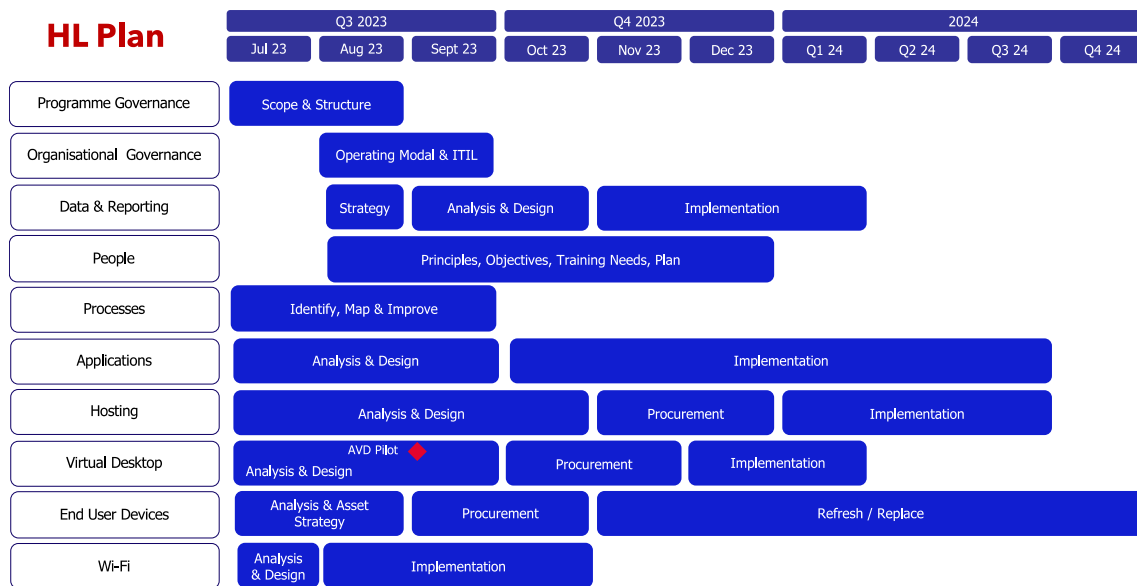 HL Plan
Q3 2023
Q4 2023
2024
Jul 23
Aug 23
Sept 23
Oct 23
Nov 23
Dec 23
Q1 24
Q2 24
Q3 24
Q4 24
Programme Governance
Scope & Structure
Organisational Governance
Operating Modal & ITIL
Data & Reporting
Strategy
Analysis & Design
Implementation
People
Principles, Objectives, Training Needs, Plan
Processes
Identify, Map & Improve
Applications
Analysis & Design
Implementation
Hosting
Analysis & Design
Procurement
Implementation
Virtual Desktop
AVD Pilot
Analysis & Design
Procurement
Implementation
End User Devices
Analysis & Asset
Strategy
Procurement
Refresh / Replace
Wi-Fi
Analysis
& Design
Implementation